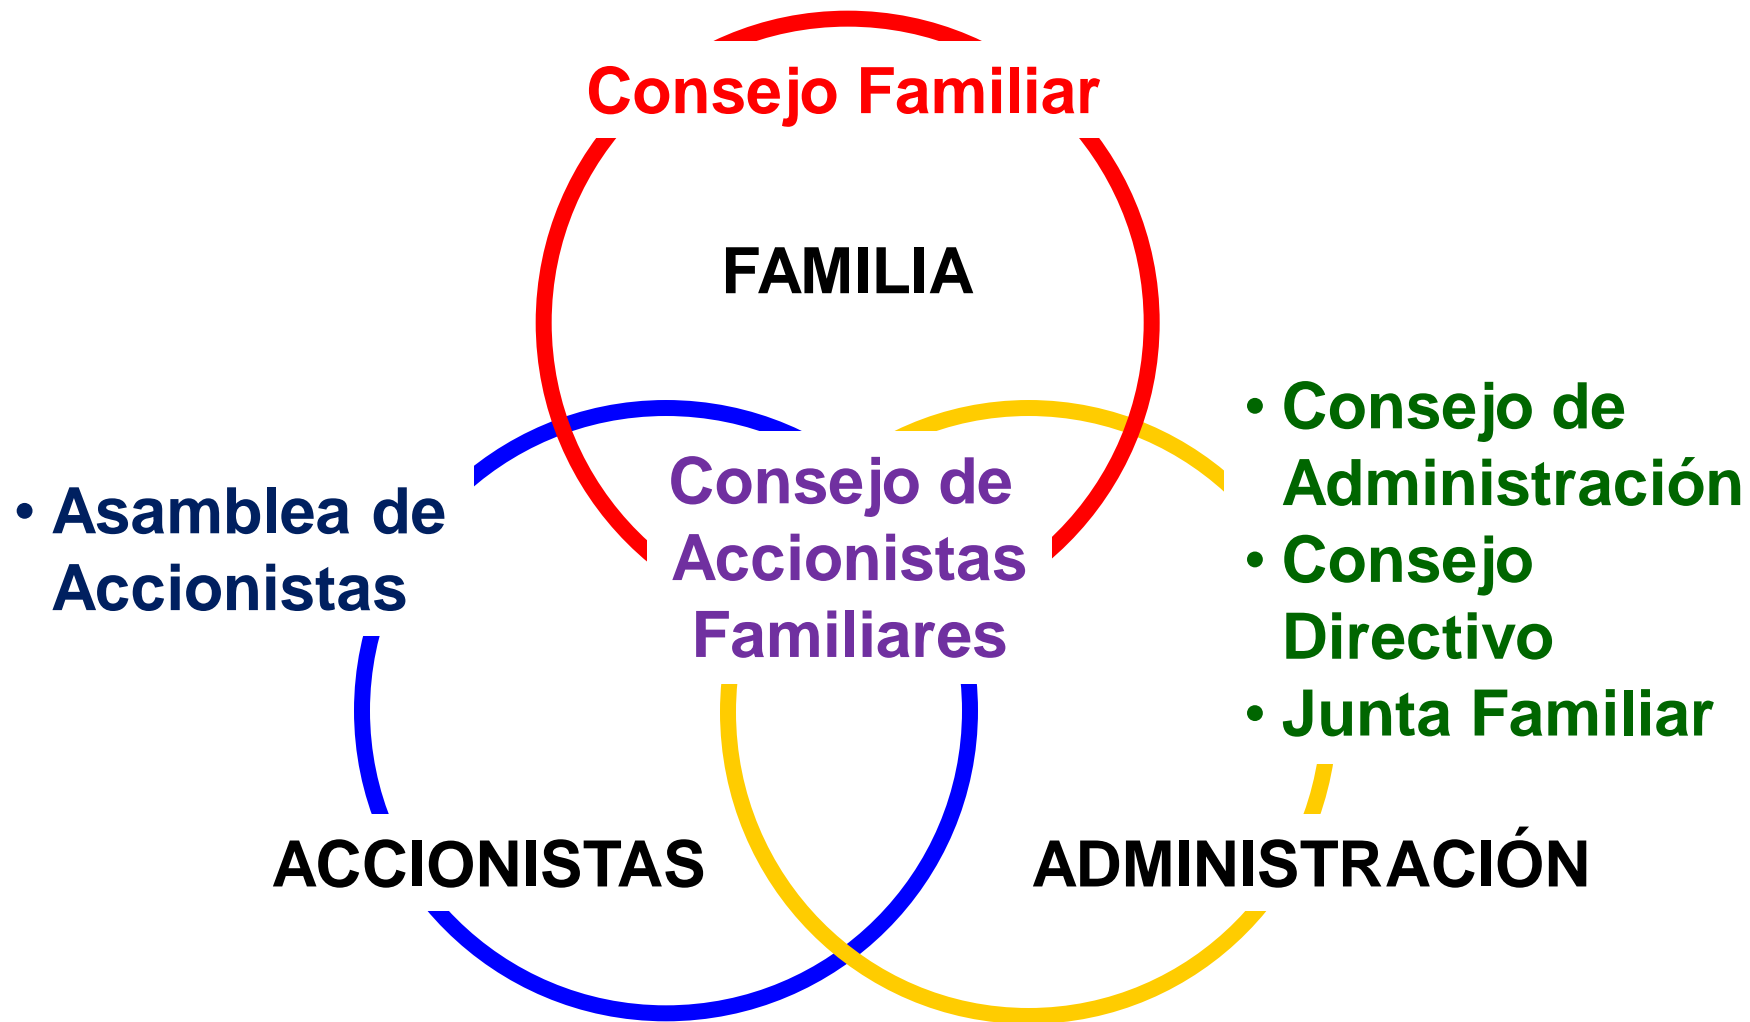 Consejo Familiar
FAMILIA
• Asamblea de
Accionistas
Consejo de
Accionistas
Familiares
• Consejo de
Administración
• Consejo
Directivo
• Junta Familiar
ACCIONISTAS
ADMINISTRACIÓN